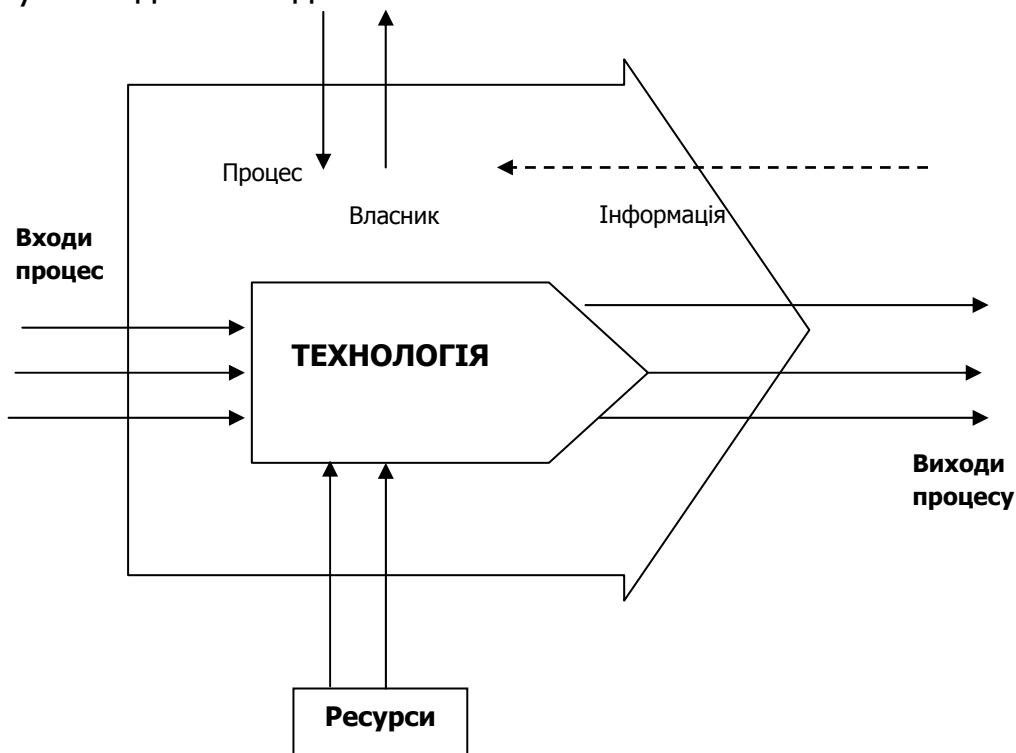 Процес
Власник
Інформація
Входи
процес
ТЕХНОЛОГІЯ
Виходи
процесу
Ресурси